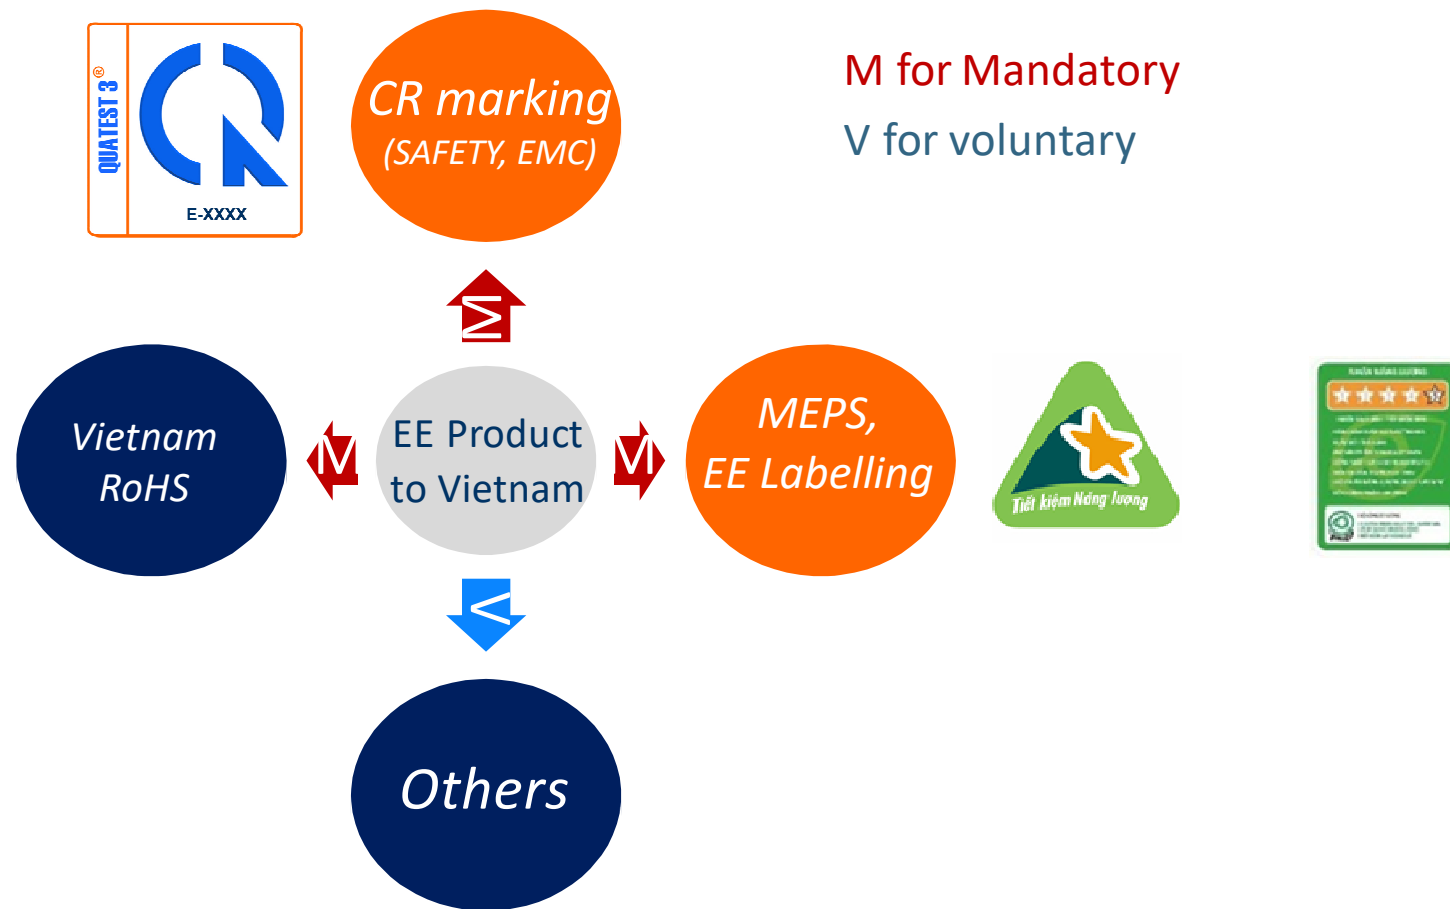 QUATEST 3®
E-XXXX
CR marking
(SAFETY, EMC)
M for Mandatory
V for voluntary
M
Vietnam
RoHS
M
EE Product
to Vietnam
M
MEPS,
EE Labelling
Tiết kiệm Năng lượng
V
Others